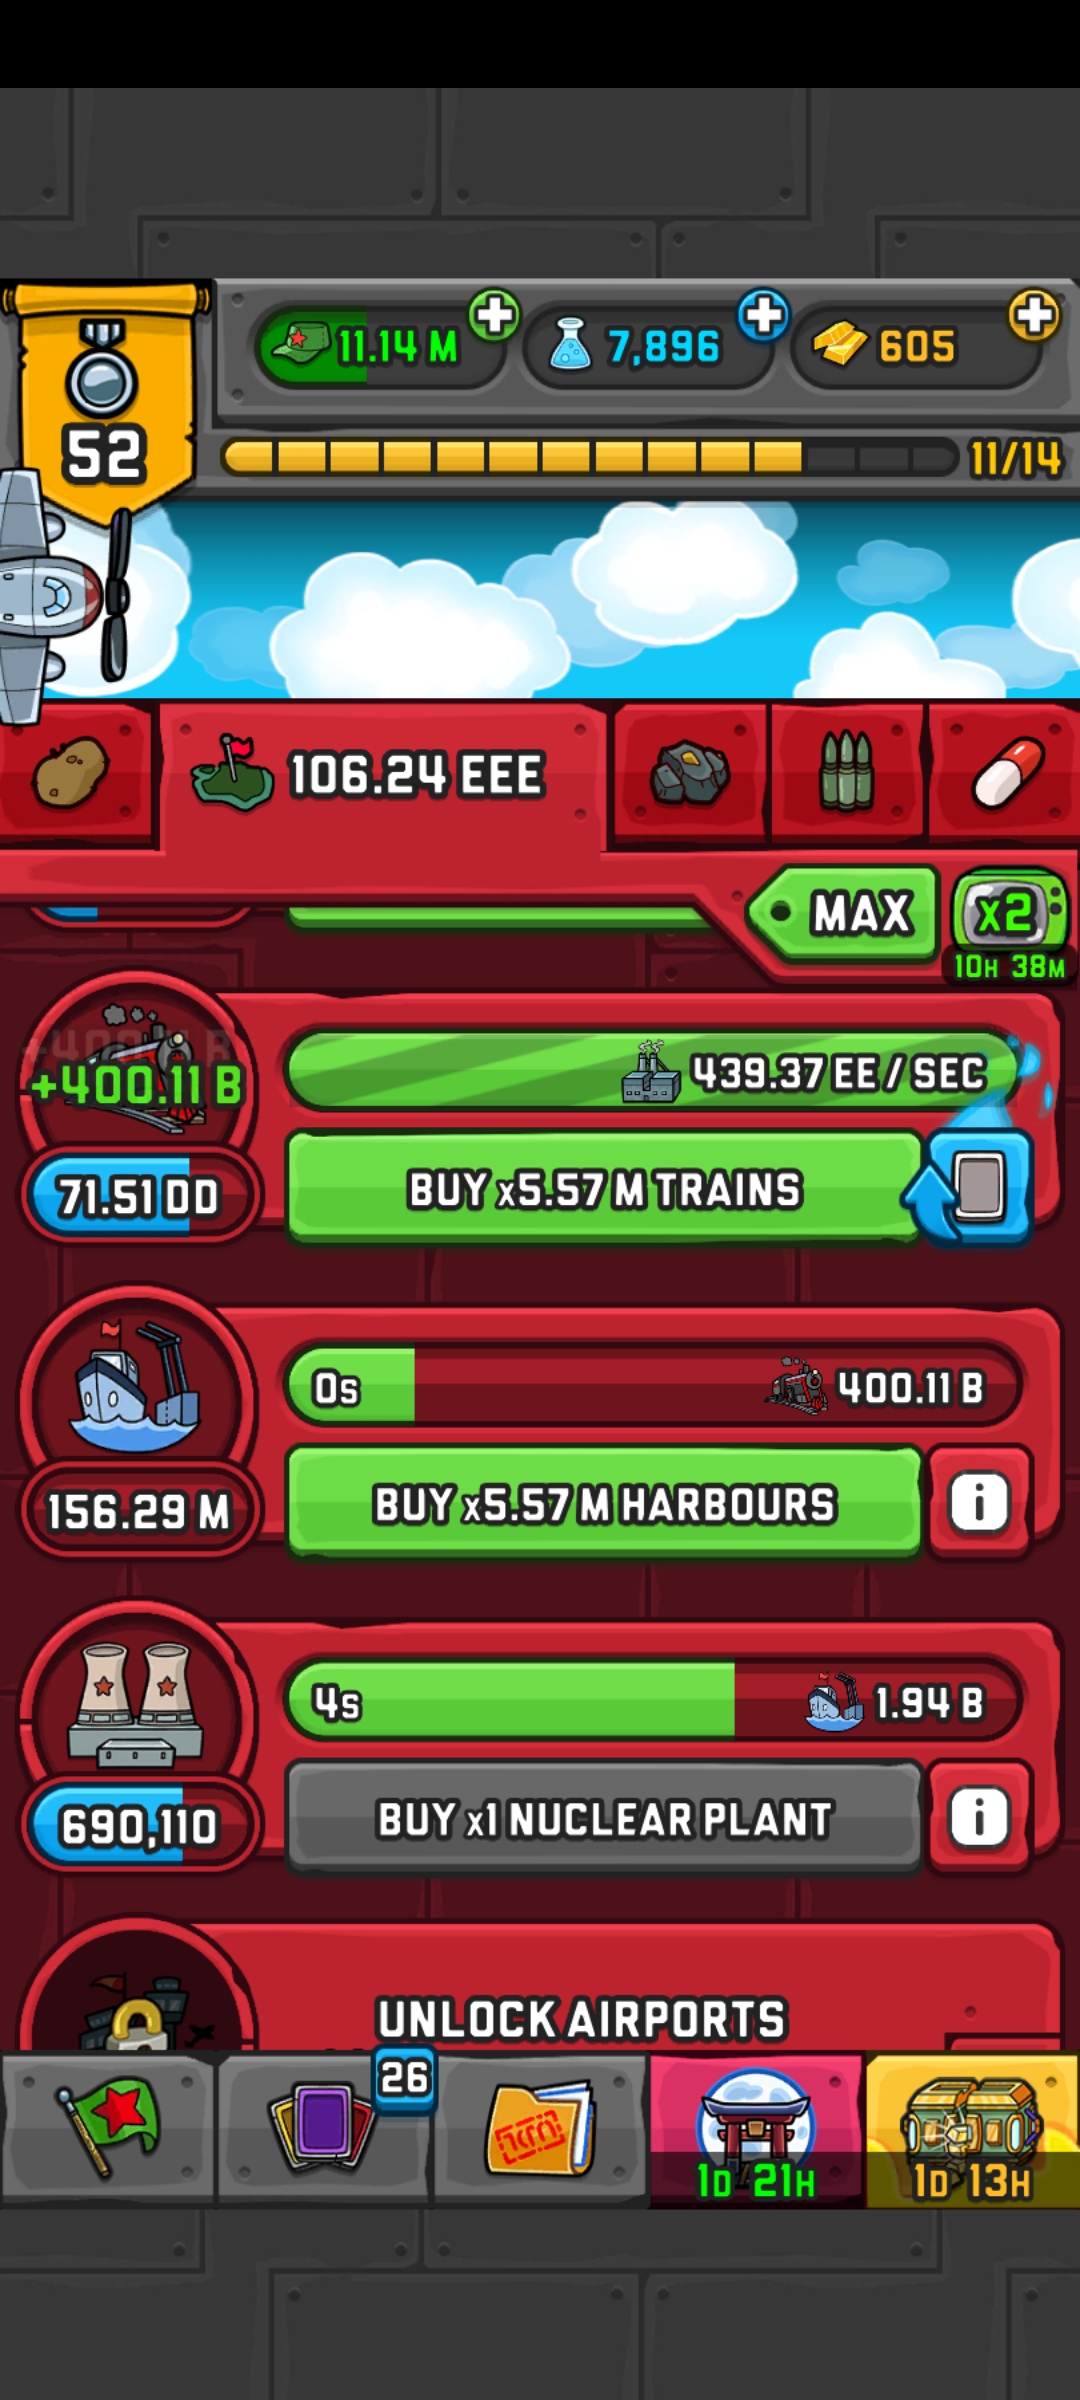 11.14 M
7,896
605
52
11/14
106.24 EEE
MAX
x2
10H 38M
+400.11 B
439.37 EE / SEC
71.51 DD
BUY x5.57 M TRAINS
0s
400.11 B
156.29 M
BUY x5.57 M HARBOURS
i
4s
1.94 B
690,110
BUY x1 NUCLEAR PLANT
i
UNLOCK AIRPORTS
26
1D 21H
1D 13H